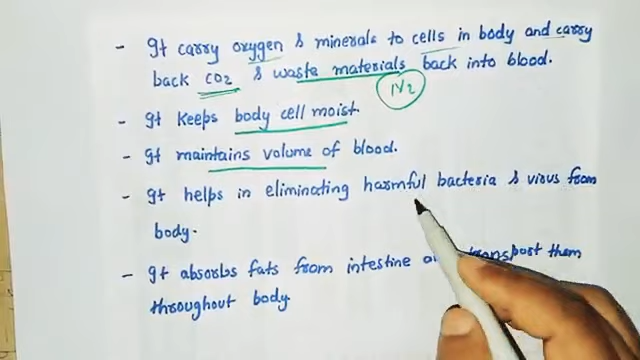 - It carry oxygen & minerals to cells in body and carry
back CO2 & waste materials back into blood.
N2
- It keeps body cell moist.
- It maintains volume of blood.
- It helps in eliminating harmful bacteria & virus from
body.
- It absorbs fats from intestine transport them
throughout body